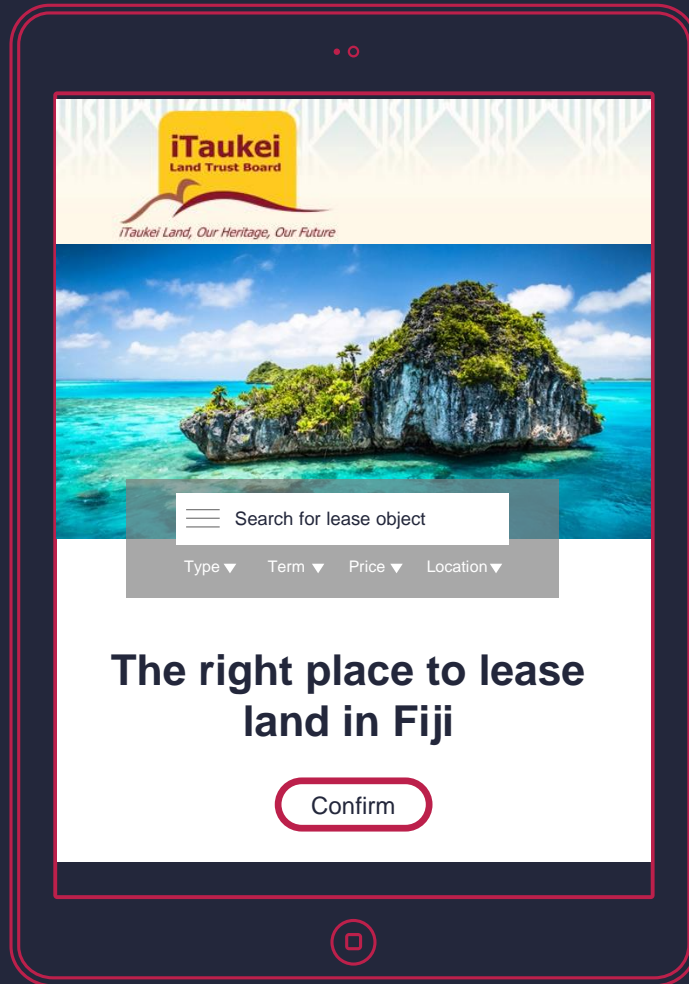 iTaukei
Land Trust Board
iTaukei Land, Our Heritage, Our Future
Search for lease object
Type Term Price Location
The right place to lease
land in Fiji
Confirm